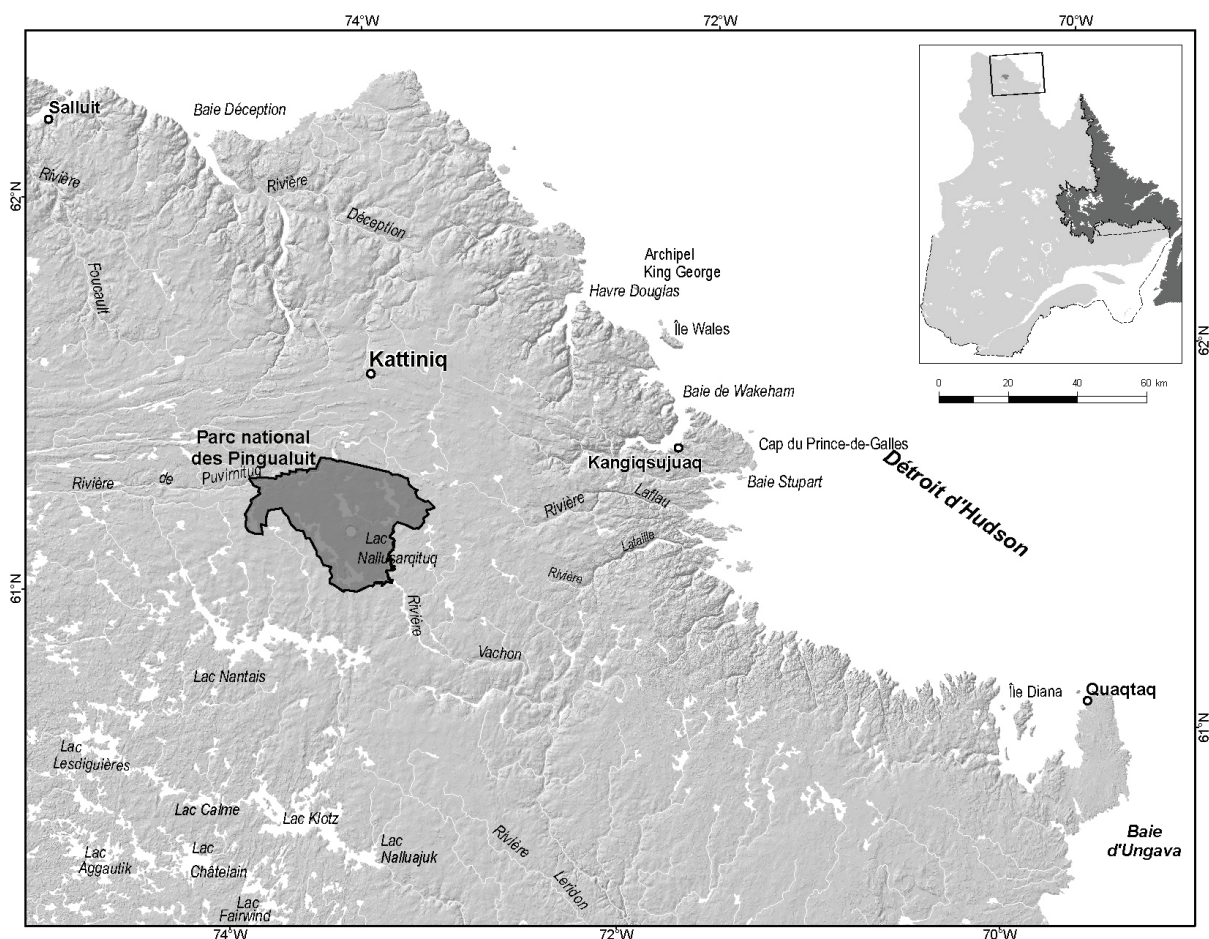 74°W
72°W
70°W
Salluit
Baie Déception
Rivière
Rivière
62°N
Déception
Foucault
Archipel
King George
Havre Douglas
Île Wales
62°N
Kattiniq
0 20 40 60 km
Baie de Wakeham
Parc national
des Pingualuit
Cap du Prince-de-Galles
Kangiqsujuaq
Détroit d'Hudson
Rivière
de
Puvirnituq
Baie Stupart
Rivière
Laflau
Lac
Nallusarqituq
Lataille
Rivière
61°N
Rivière
Vachon
Lac Nantais
Île Diana
Quaqtaq
61°N
Lac
Lesdiguières
Lac Calme
Lac Klotz
Rivière
Lac
Nalluajuk
Baie
d'Ungava
Lac
Aggautik
Lac
Châtelain
Leridon
Lac
Fairwind
74°W
72°W
70°W